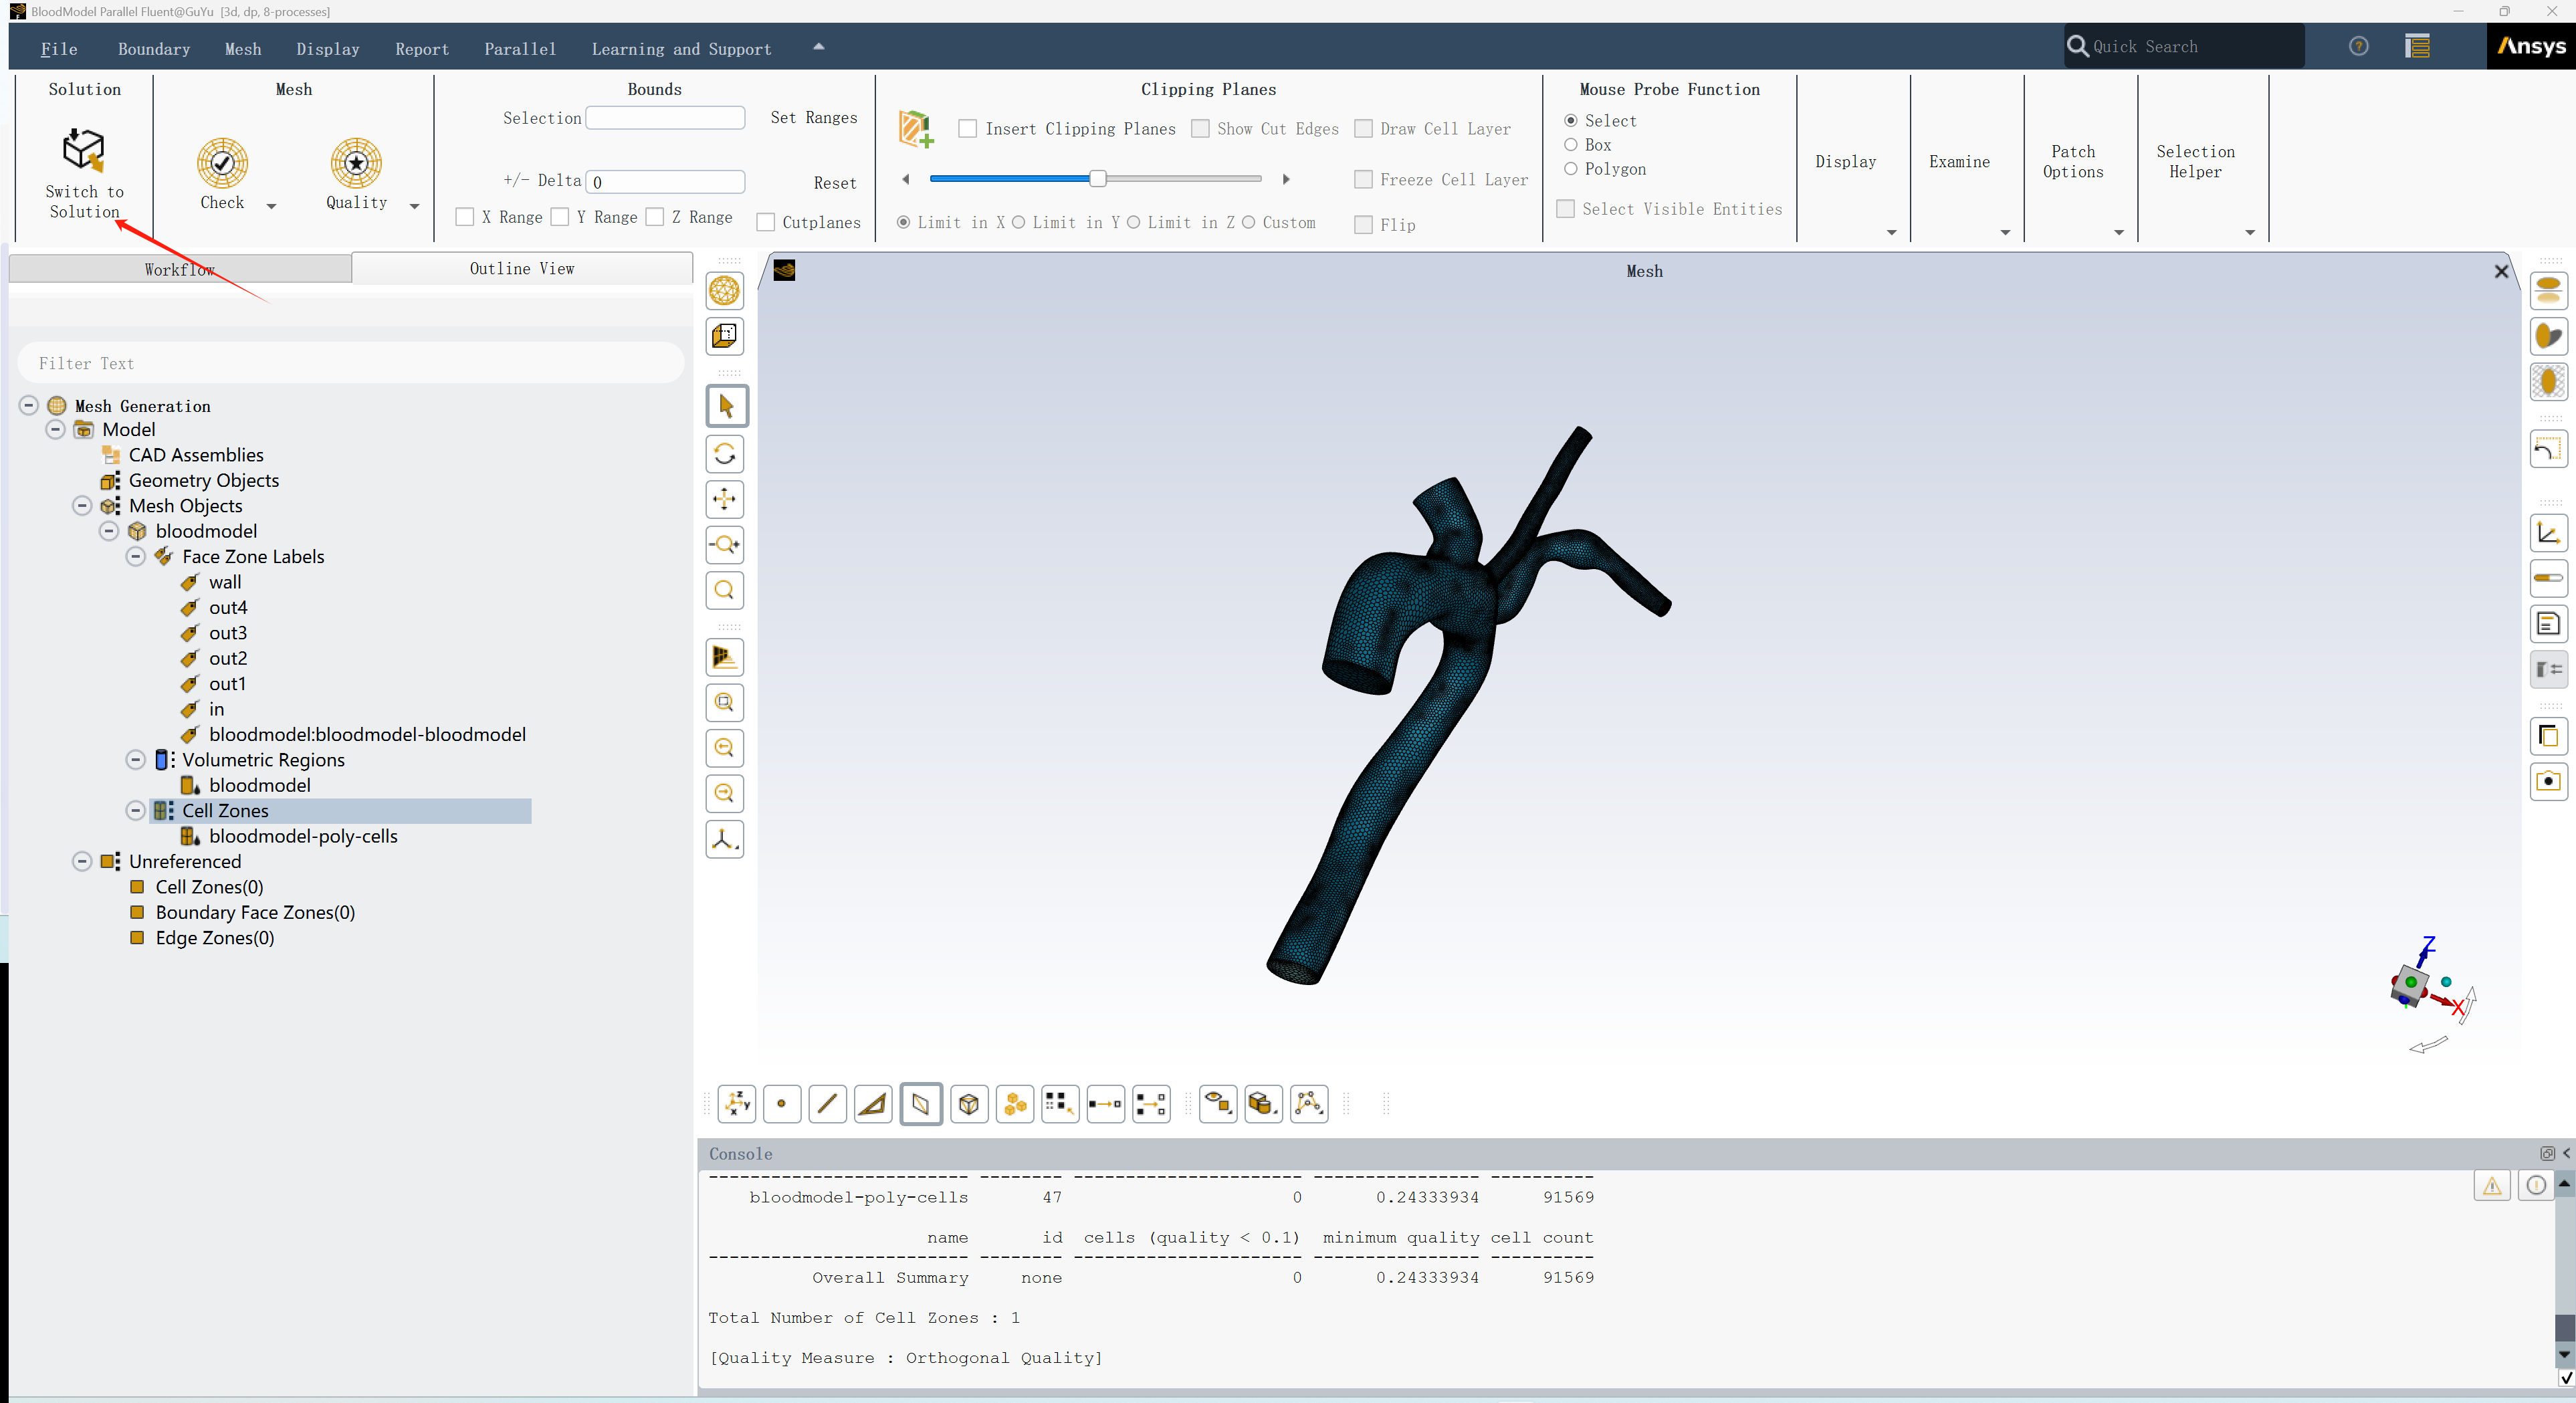 BloodModel Parallel Fluent@GuYu [3d, dp, 8-processes]
File Boundary Mesh Display Report Parallel Learning and Support
Quick Search
Ansys
Solution
Switch to
Solution
Mesh
Check
Quality
Bounds
Selection
Set Ranges
+/- Delta 0
Reset
X Range Y Range Z Range Cutplanes
Clipping Planes
Insert Clipping Planes Show Cut Edges Draw Cell Layer
Freeze Cell Layer
Limit in X Limit in Y Limit in Z Custom Flip
Mouse Probe Function
Select
Box
Polygon
Select Visible Entities
Display
Examine
Patch
Options
Selection
Helper
Workflow
Outline View
Filter Text
Mesh Generation
Model
CAD Assemblies
Geometry Objects
Mesh Objects
bloodmodel
Face Zone Labels
wall
out4
out3
out2
out1
in
bloodmodel:bloodmodel-bloodmodel
Volumetric Regions
bloodmodel
Cell Zones
bloodmodel-poly-cells
Unreferenced
Cell Zones(0)
Boundary Face Zones(0)
Edge Zones(0)
Mesh
Z
X
z
x y
Console
---------------------- -------- -------------------- --------------- ----------
bloodmodel-poly-cells 47 0 0.24333934 91569
name id cells (quality < 0.1) minimum quality cell count
---------------------- -------- -------------------- --------------- ----------
Overall Summary none 0 0.24333934 91569
Total Number of Cell Zones : 1
[Quality Measure : Orthogonal Quality]